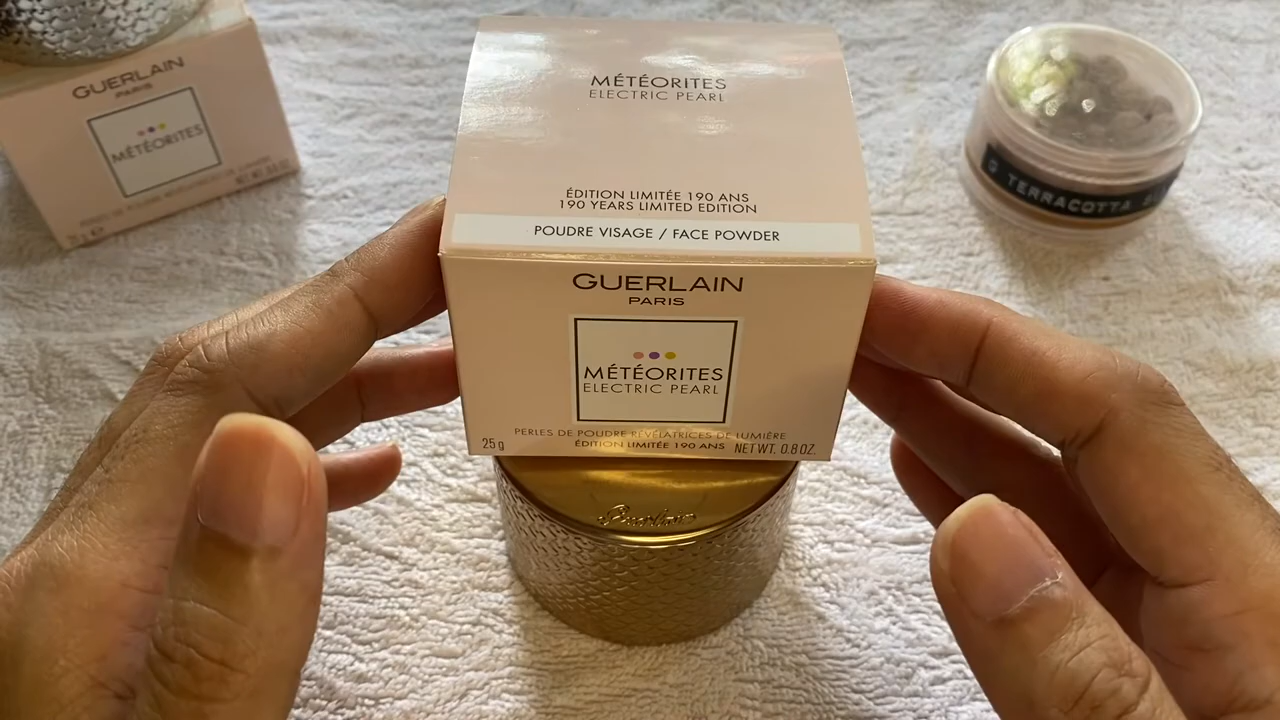 GUERLAIN
PARIS
MÉTÉORITES
MÉTÉORITES
ELECTRIC PEARL
ÉDITION LIMITÉE 190 ANS
190 YEARS LIMITED EDITION
POUDRE VISAGE / FACE POWDER
GUERLAIN
PARIS
MÉTÉORITES
ELECTRIC PEARL
PERLES DE POUDRE RÉVÉLATRICES DE LUMIÈRE
25 g ÉDITION LIMITÉE 190 ANS NET WT. 0.8 OZ.
Guerlain
G TERRACOTTA